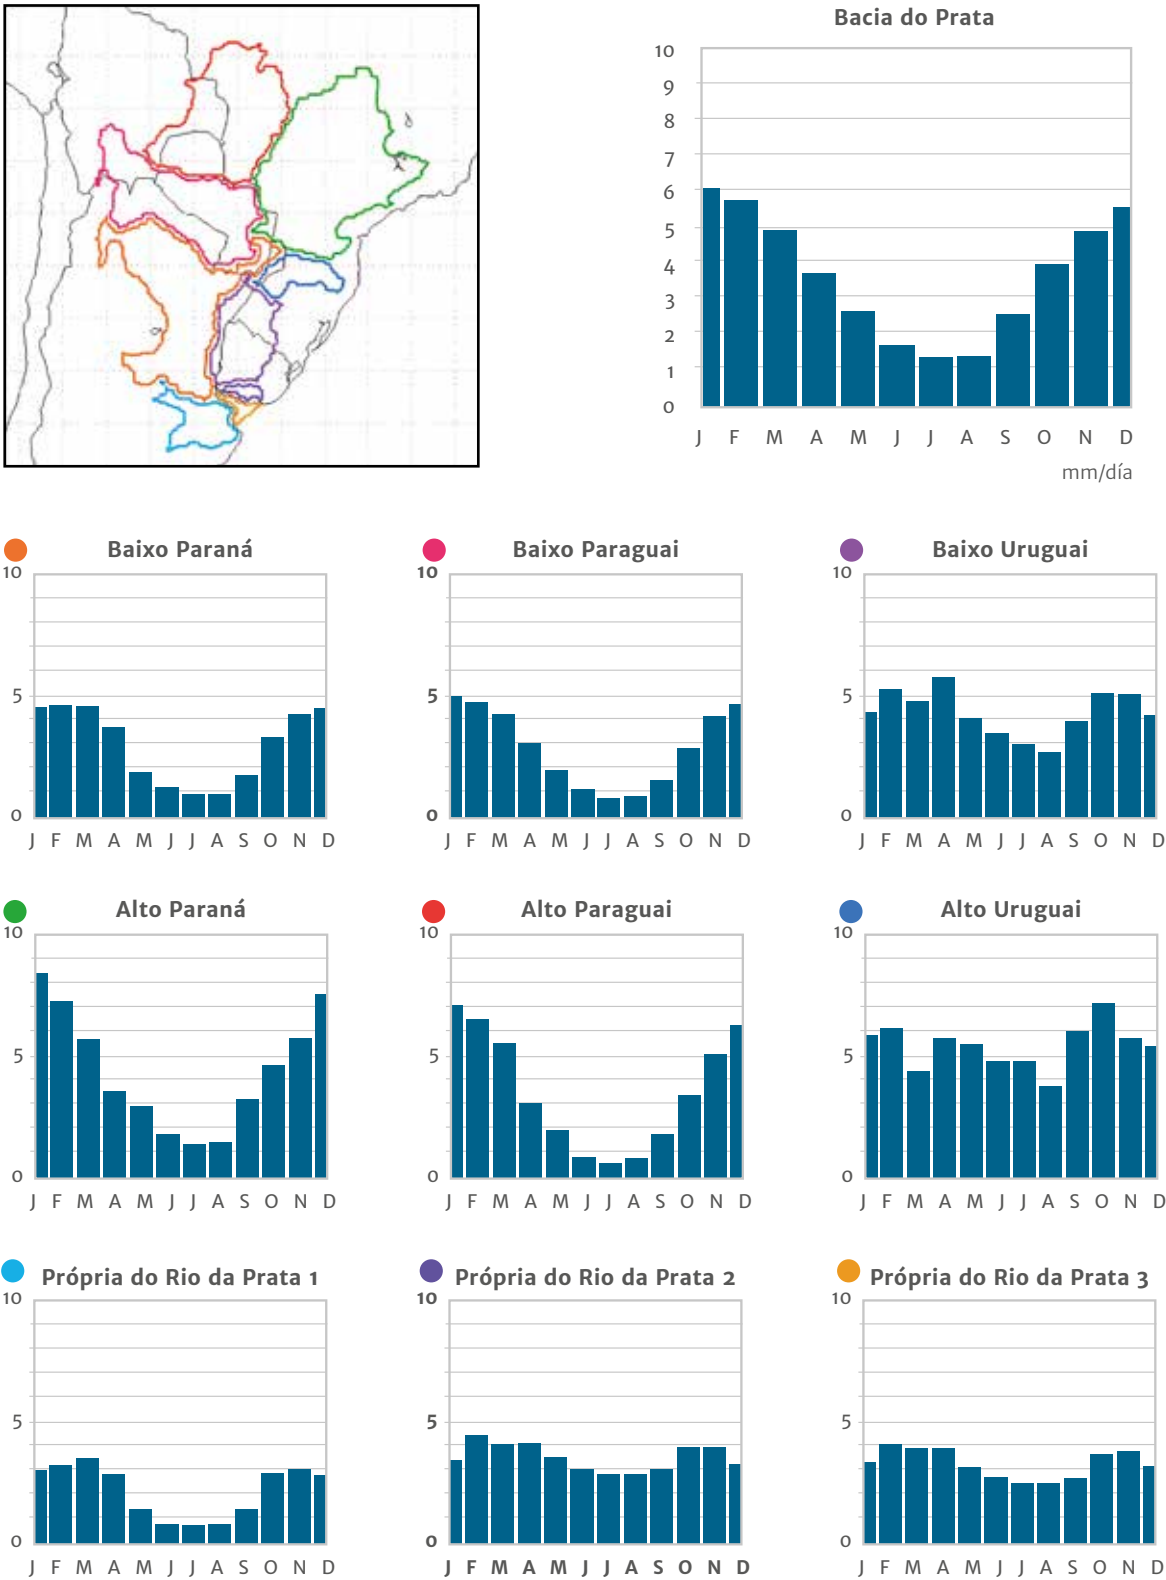 Bacia do Prata
10
9
8
7
6
5
4
3
2
1
0
J F M A M J J A S O N D
mm/día
Baixo Paraná
10
5
0
J F M A M J J A S O N D
Baixo Paraguai
10
5
0
J F M A M J J A S O N D
Baixo Uruguai
10
5
0
J F M A M J J A S O N D
Alto Paraná
10
5
0
J F M A M J J A S O N D
Alto Paraguai
10
5
0
J F M A M J J A S O N D
Alto Uruguai
10
5
0
J F M A M J J A S O N D
Própria do Rio da Prata 1
10
5
0
J F M A M J J A S O N D
Própria do Rio da Prata 2
10
5
0
J F M A M J J A S O N D
Própria do Rio da Prata 3
10
5
0
J F M A M J J A S O N D